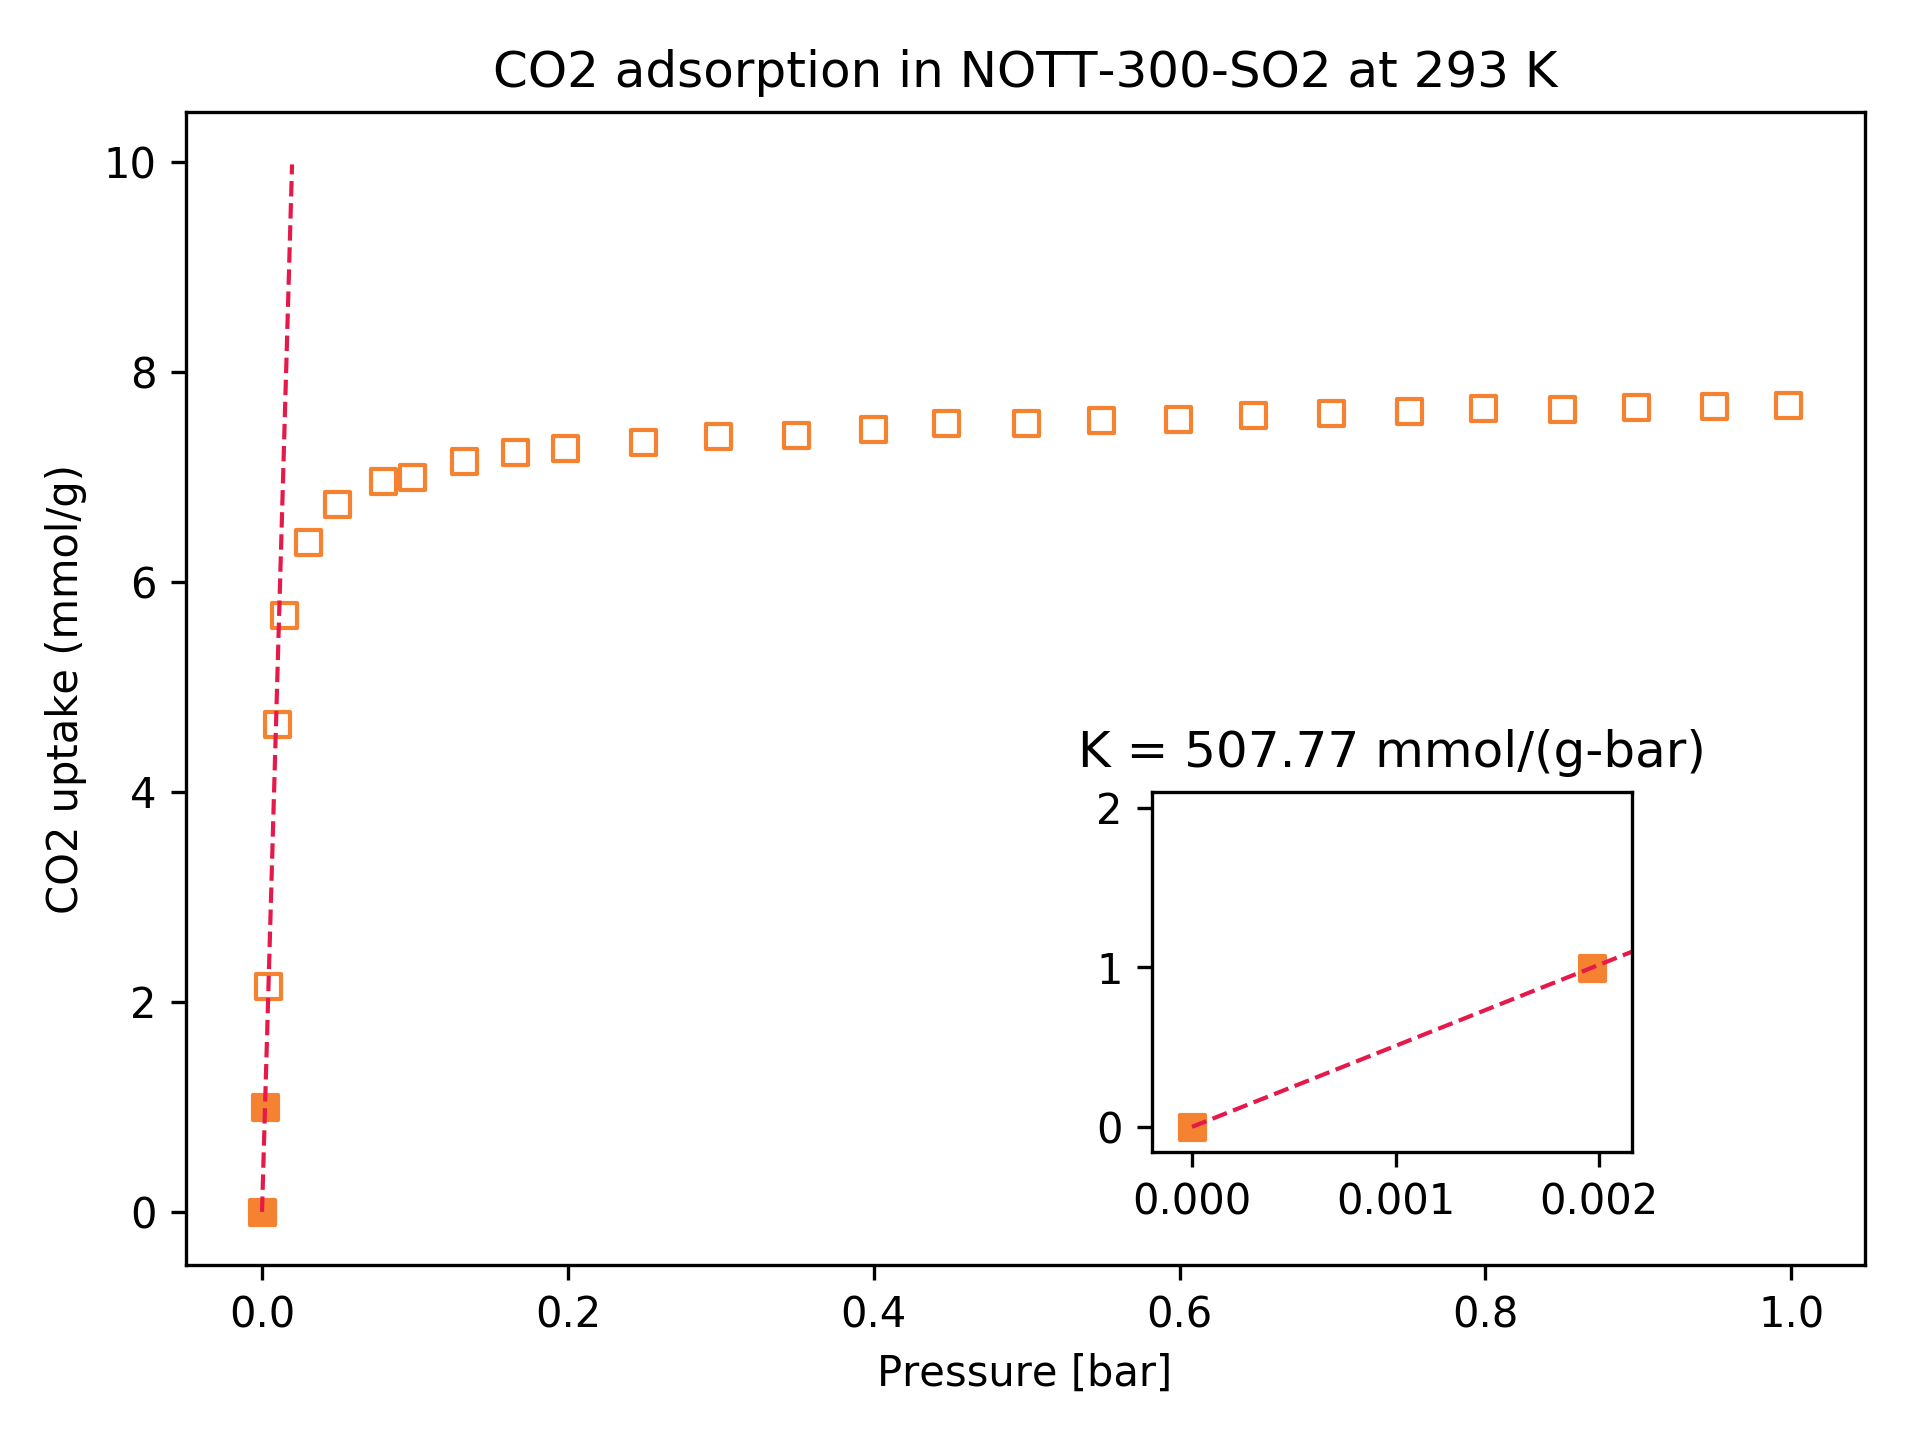 CO2 adsorption in NOTT-300-SO2 at 293 K
10
8
6
4
2
0
CO2 uptake (mmol/g)
K = 507.77 mmol/(g-bar)
2
1
0
0.000 0.001 0.002
0.0 0.2 0.4 0.6 0.8 1.0
Pressure [bar]